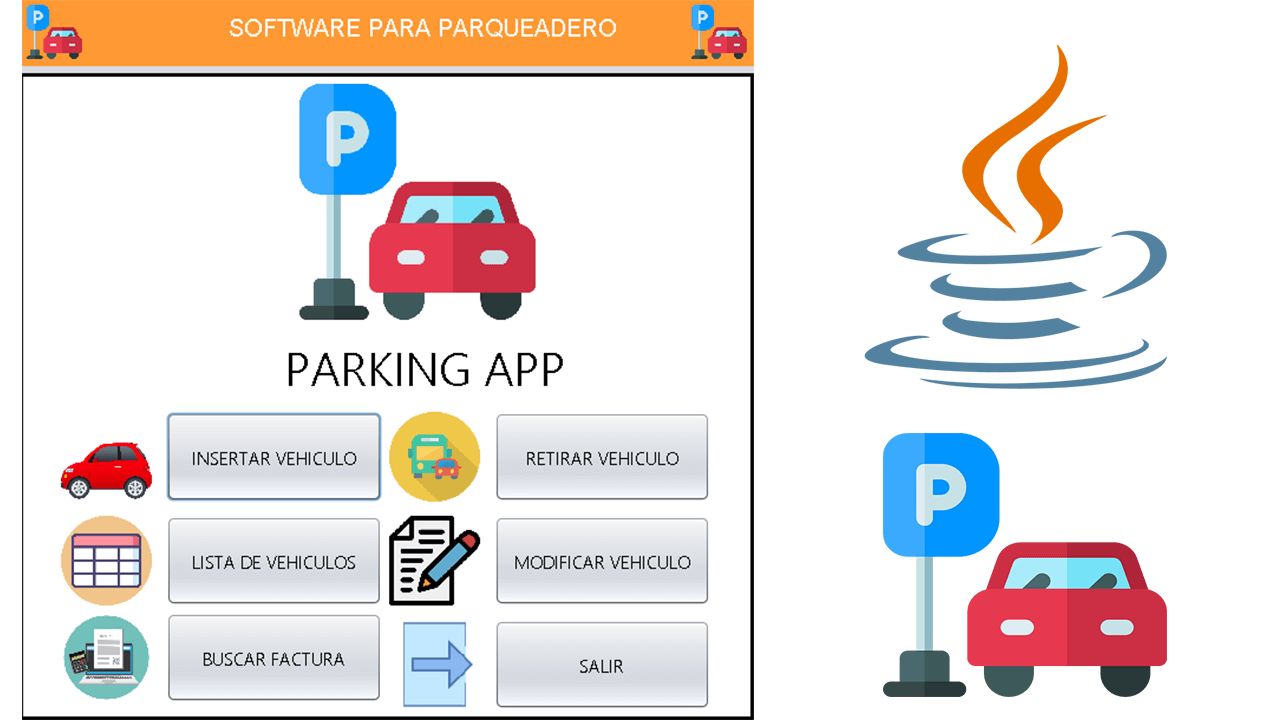 P
SOFTWARE PARA PARQUEADERO
P
P
PARKING APP
INSERTAR VEHICULO
RETIRAR VEHICULO
LISTA DE VEHICULOS
MODIFICAR VEHICULO
BUSCAR FACTURA
SALIR
P